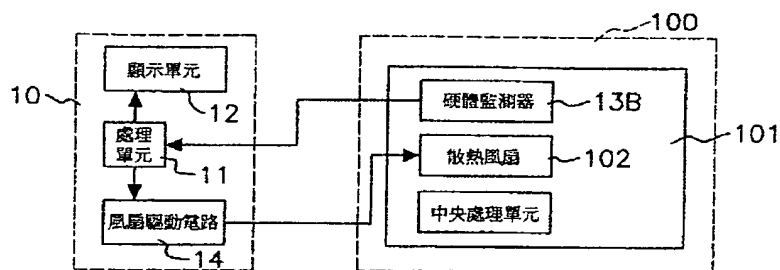 100
10
顯示單元
12
處理
單元
11
風扇驅動電路
14
硬體監測器
13B
散熱風扇
102
中央處理單元
101